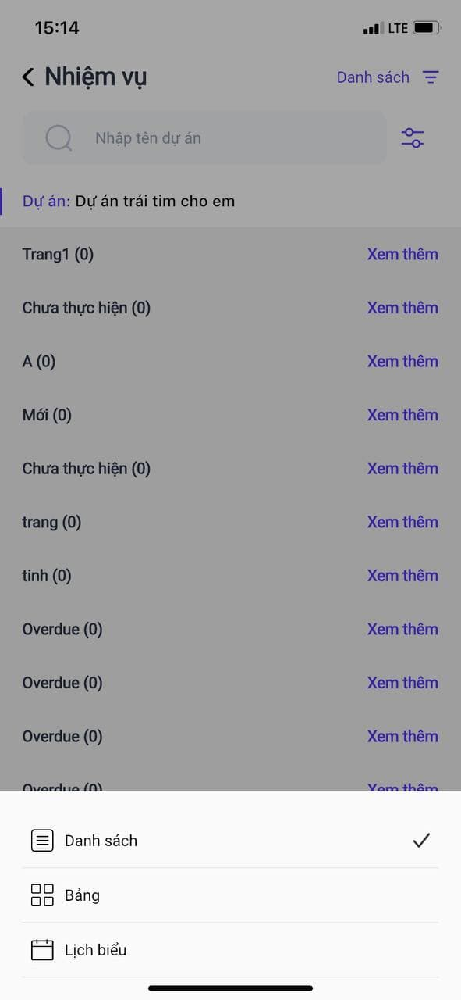 15:14 LTE
Nhiệm vụ Danh sách
Nhập tên dự án
Dự án: Dự án trái tim cho em
Trang1 (0) Xem thêm
Chưa thực hiện (0) Xem thêm
A (0) Xem thêm
Mới (0) Xem thêm
Chưa thực hiện (0) Xem thêm
trang (0) Xem thêm
tinh (0) Xem thêm
Overdue (0) Xem thêm
Overdue (0) Xem thêm
Overdue (0) Xem thêm
Overdue (0) Xem thêm
Danh sách
Bảng
Lịch biểu